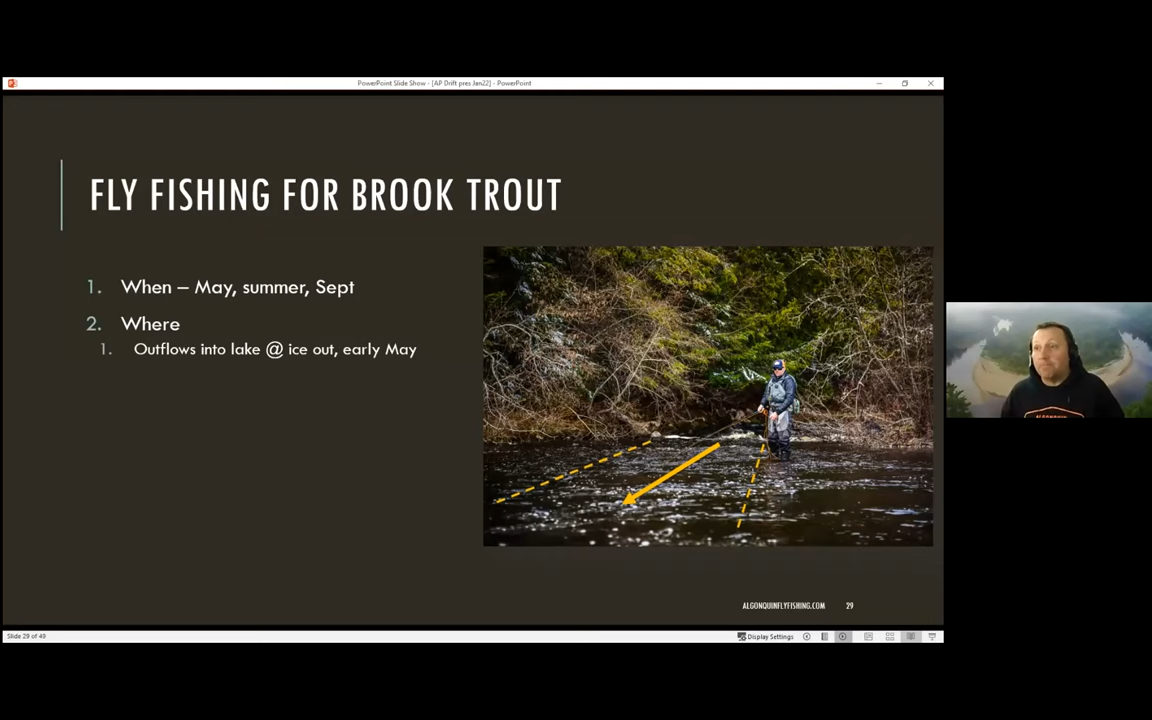 PowerPoint Slide Show - [AP Drift pres Jan22] - PowerPoint
FLY FISHING FOR BROOK TROUT
1. When – May, summer, Sept
2. Where
1. Outflows into lake @ ice out, early May
ALGONQUINFLYFISHING.COM 29
Slide 29 of 49
Display Settings
ALGONQUIN